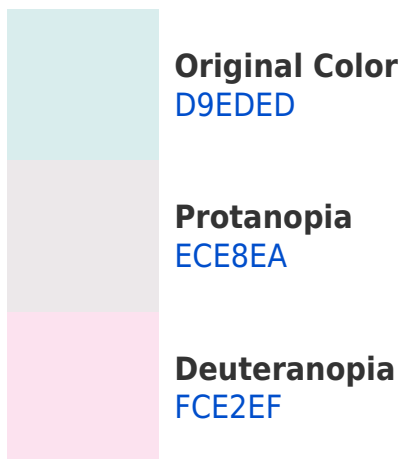 Original Color
D9EDED
Protanopia
ECE8EA
Deuteranopia
FCE2EF